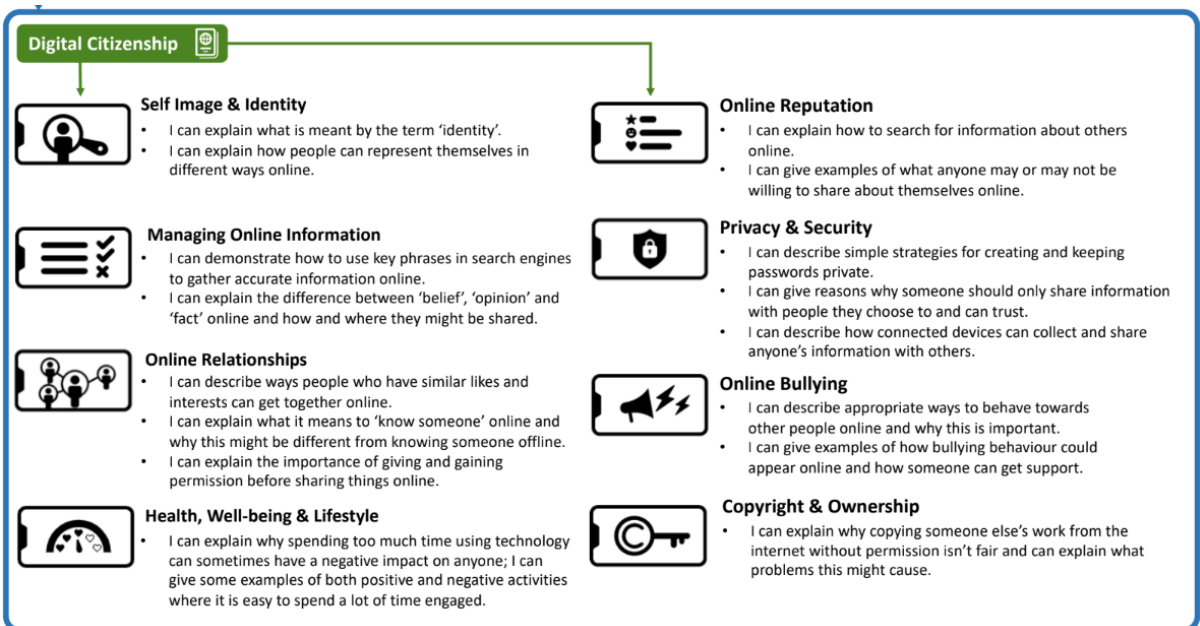 Digital Citizenship
Self Image & Identity
• I can explain what is meant by the term ‘identity’.
• I can explain how people can represent themselves in
different ways online.
Managing Online Information
• I can demonstrate how to use key phrases in search engines
to gather accurate information online.
• I can explain the difference between ‘belief’, ‘opinion’ and
‘fact’ online and how and where they might be shared.
Online Relationships
• I can describe ways people who have similar likes and
interests can get together online.
• I can explain what it means to ‘know someone’ online and
why this might be different from knowing someone offline.
• I can explain the importance of giving and gaining
permission before sharing things online.
Health, Well-being & Lifestyle
• I can explain why spending too much time using technology
can sometimes have a negative impact on anyone; I can
give some examples of both positive and negative activities
where it is easy to spend a lot of time engaged.
Online Reputation
• I can explain how to search for information about others
online.
• I can give examples of what anyone may or may not be
willing to share about themselves online.
Privacy & Security
• I can describe simple strategies for creating and keeping
passwords private.
• I can give reasons why someone should only share information
with people they choose to and can trust.
• I can describe how connected devices can collect and share
anyone’s information with others.
Online Bullying
• I can describe appropriate ways to behave towards
other people online and why this is important.
• I can give examples of how bullying behaviour could
appear online and how someone can get support.
Copyright & Ownership
• I can explain why copying someone else’s work from the
internet without permission isn’t fair and can explain what
problems this might cause.